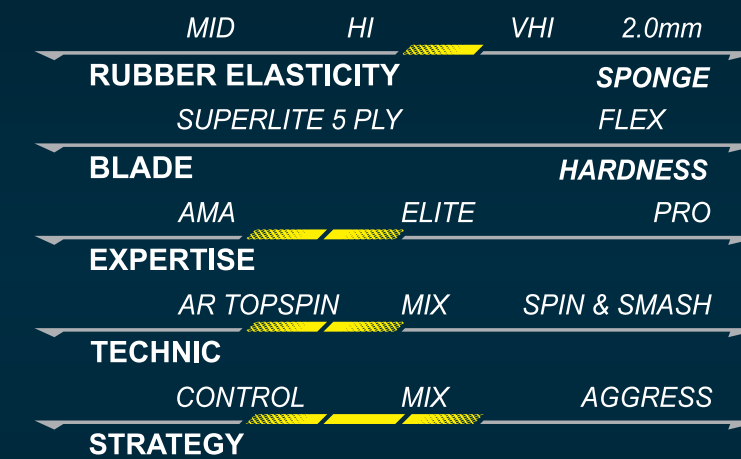 MID HI VHI 2.0mm
RUBBER ELASTICITY SPONGE
SUPERLITE 5 PLY FLEX
BLADE HARDNESS
AMA ELITE PRO
EXPERTISE
AR TOPSPIN MIX SPIN & SMASH
TECHNIC
CONTROL MIX AGGRESS
STRATEGY